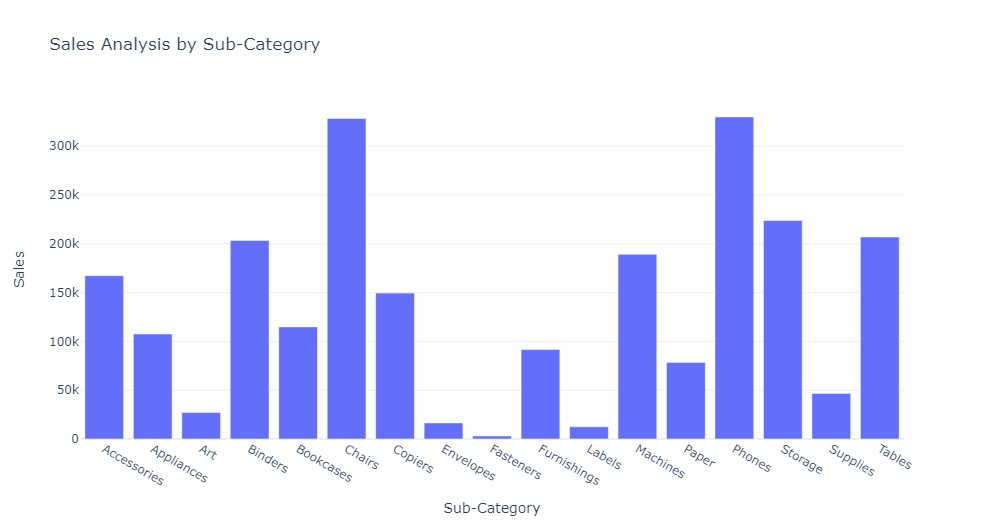 Sales Analysis by Sub-Category
300k
250k
200k
150k
100k
50k
0
Sales
Accessories
Appliances
Art
Binders
Bookcases
Chairs
Copiers
Envelopes
Fasteners
Furnishings
Labels
Machines
Paper
Phones
Storage
Supplies
Tables
Sub-Category